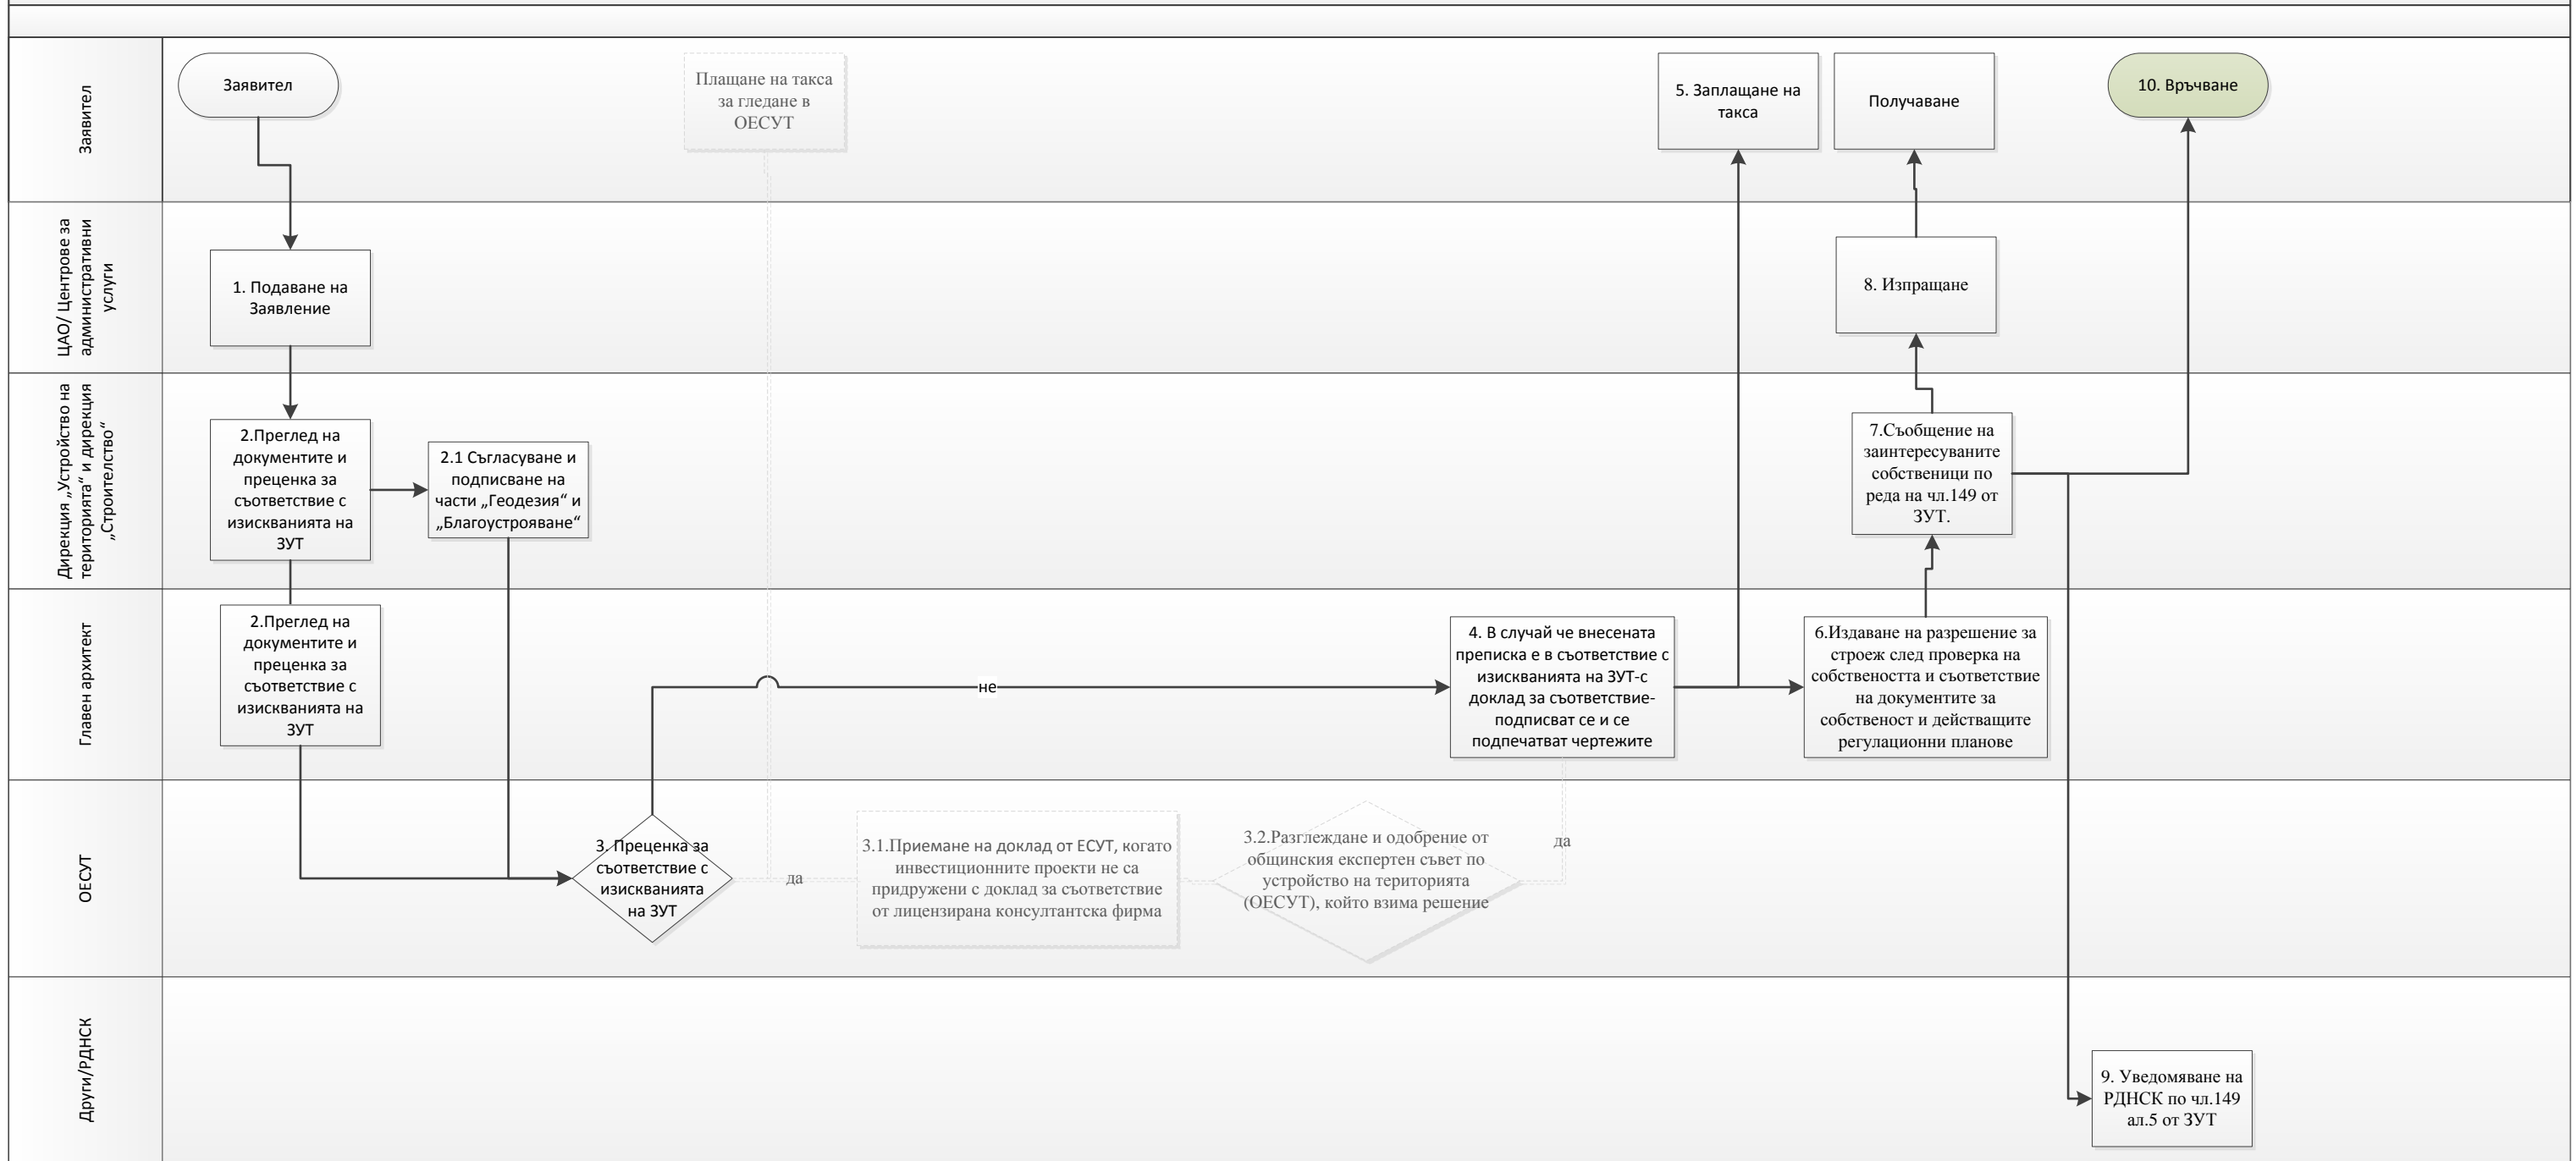 Заявител
Заявител
Плащане на такса
за гледане в
ОЕСУТ
5. Заплащане на
такса
Получаване
10. Връчване
ЦАО/ Центрове за
административни
услуги
1. Подаване на
Заявление
8. Изпращане
Дирекция „Устройство на
територията“ и дирекция
„Строителство“
2.Преглед на
документите и
преценка за
съответствие с
изискванията на
ЗУТ
2.1 Съгласуване и
подписване на
части „Геодезия“ и
„Благоустрояване“
7.Съобщение на
заинтересуваните
собственици по
реда на чл.149 от
ЗУТ.
Главен архитект
2.Преглед на
документите и
преценка за
съответствие с
изискванията на
ЗУТ
не
4. В случай че внесената
преписка е в съответствие с
изискванията на ЗУТ-с
доклад за съответствие-
подписват се и се
подпечатват чертежите
6.Издаване на разрешение за
строеж след проверка на
собствеността и съответствие
на документите за
собственост и действащите
регулационни планове
ОЕСУТ
3. Преценка за
съответствие с
изискванията
на ЗУТ
да
3.1.Приемане на доклад от ЕСУТ, когато
инвестиционните проекти не са
придружени с доклад за съответствие
от лицензирана консултантска фирма
3.2.Разглеждане и одобрение от
общинския експертен съвет по
устройство на територията
(ОЕСУТ), който взима решение
да
Други/РДНСК
9. Уведомяване на
РДНСК по чл.149
ал.5 от ЗУТ